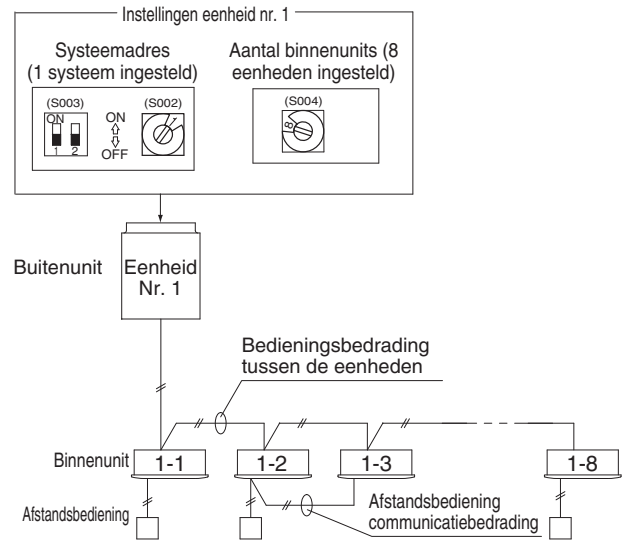 Instellingen eenheid nr. 1
Systeemadres
(1 systeem ingesteld)
Aantal binnenunits (8
eenheden ingesteld)
(S003)
ON
1 2
ON
OFF
(S002)
(S004)
8
Buitenunit
Eenheid
Nr. 1
Bedieningsbedrading
tussen de eenheden
Binnenunit
1-1
1-2
1-3
1-8
Afstandsbediening
Afstandsbediening
communicatiebedrading